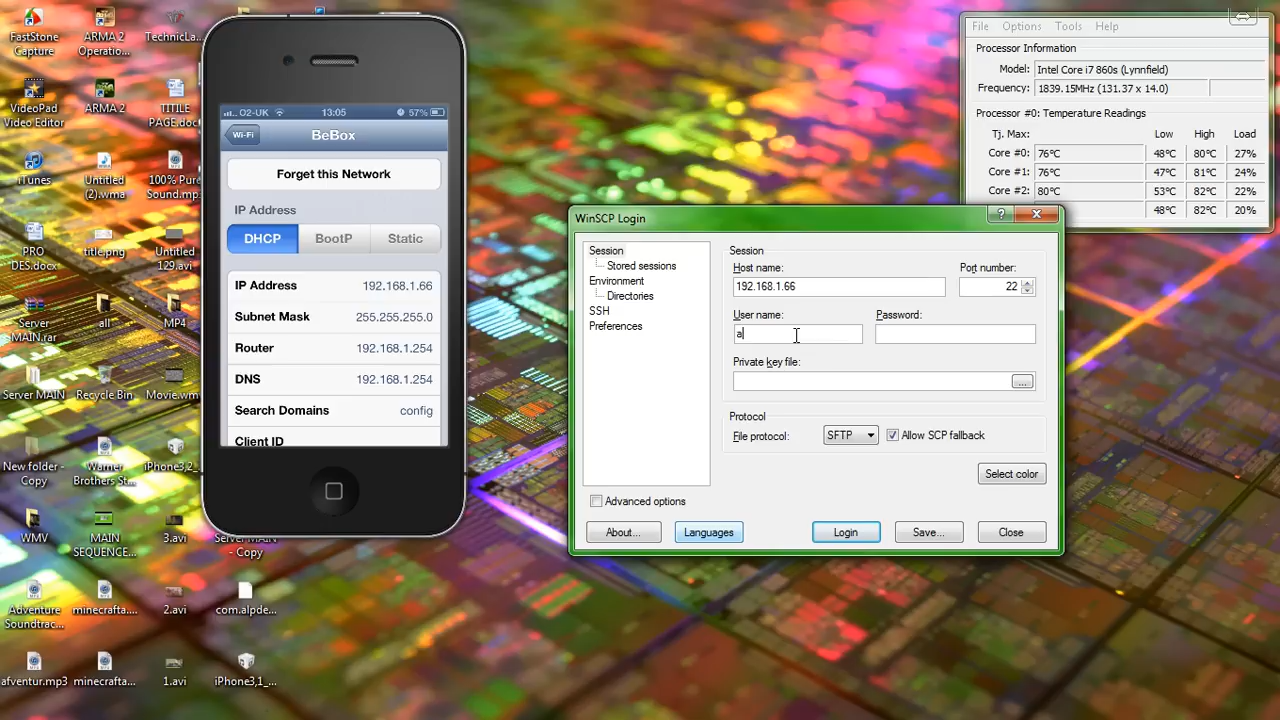 FastStone
Capture
ARMA 2
Operatio...
TechnicLa...
VideoPad
Video Editor
ARMA 2
TITILE
PAGE.doc
iTunes
Untitled
(2).wma
100% Pure
Sound.mp
PRO
DES.docx
title.png
Untitled
129.avi
Server
MAIN.rar
all
MP4
Server MAIN
Recycle Bin
Movie.wm
New folder -
Copy
Warner
Brothers St...
iPhone3,2_
WMV
MAIN
SEQUENCE...
3.avi
Server MAIN
- Copy
Adventure
Soundtrac...
minecrafta...
2.avi
com.alpde...
afventur.mp3
minecrafta...
1.avi
iPhone3,1_...
O2-UK
13:05
57%
Wi-Fi
BeBox
Forget this Network
IP Address
DHCP
BootP
Static
IP Address 192.168.1.66
Subnet Mask 255.255.255.0
Router 192.168.1.254
DNS 192.168.1.254
Search Domains config
Client ID
WinSCP Login
Session
Stored sessions
Environment
Directories
SSH
Preferences
Session
Host name: Port number:
192.168.1.66 22
User name: Password:
a
Private key file:
...
Protocol
File protocol: SFTP Allow SCP fallback
Select color
Advanced options
About... Languages Login Save... Close
File Options Tools Help
Processor Information
Model: Intel Core i7 860s (Lynnfield)
Frequency: 1839.15MHz (131.37 x 14.0)
Processor #0: Temperature Readings
Tj. Max: Low High Load
Core #0: 76°C 48°C 80°C 27%
Core #1: 76°C 47°C 81°C 24%
Core #2: 80°C 53°C 82°C 22%
48°C 82°C 20%